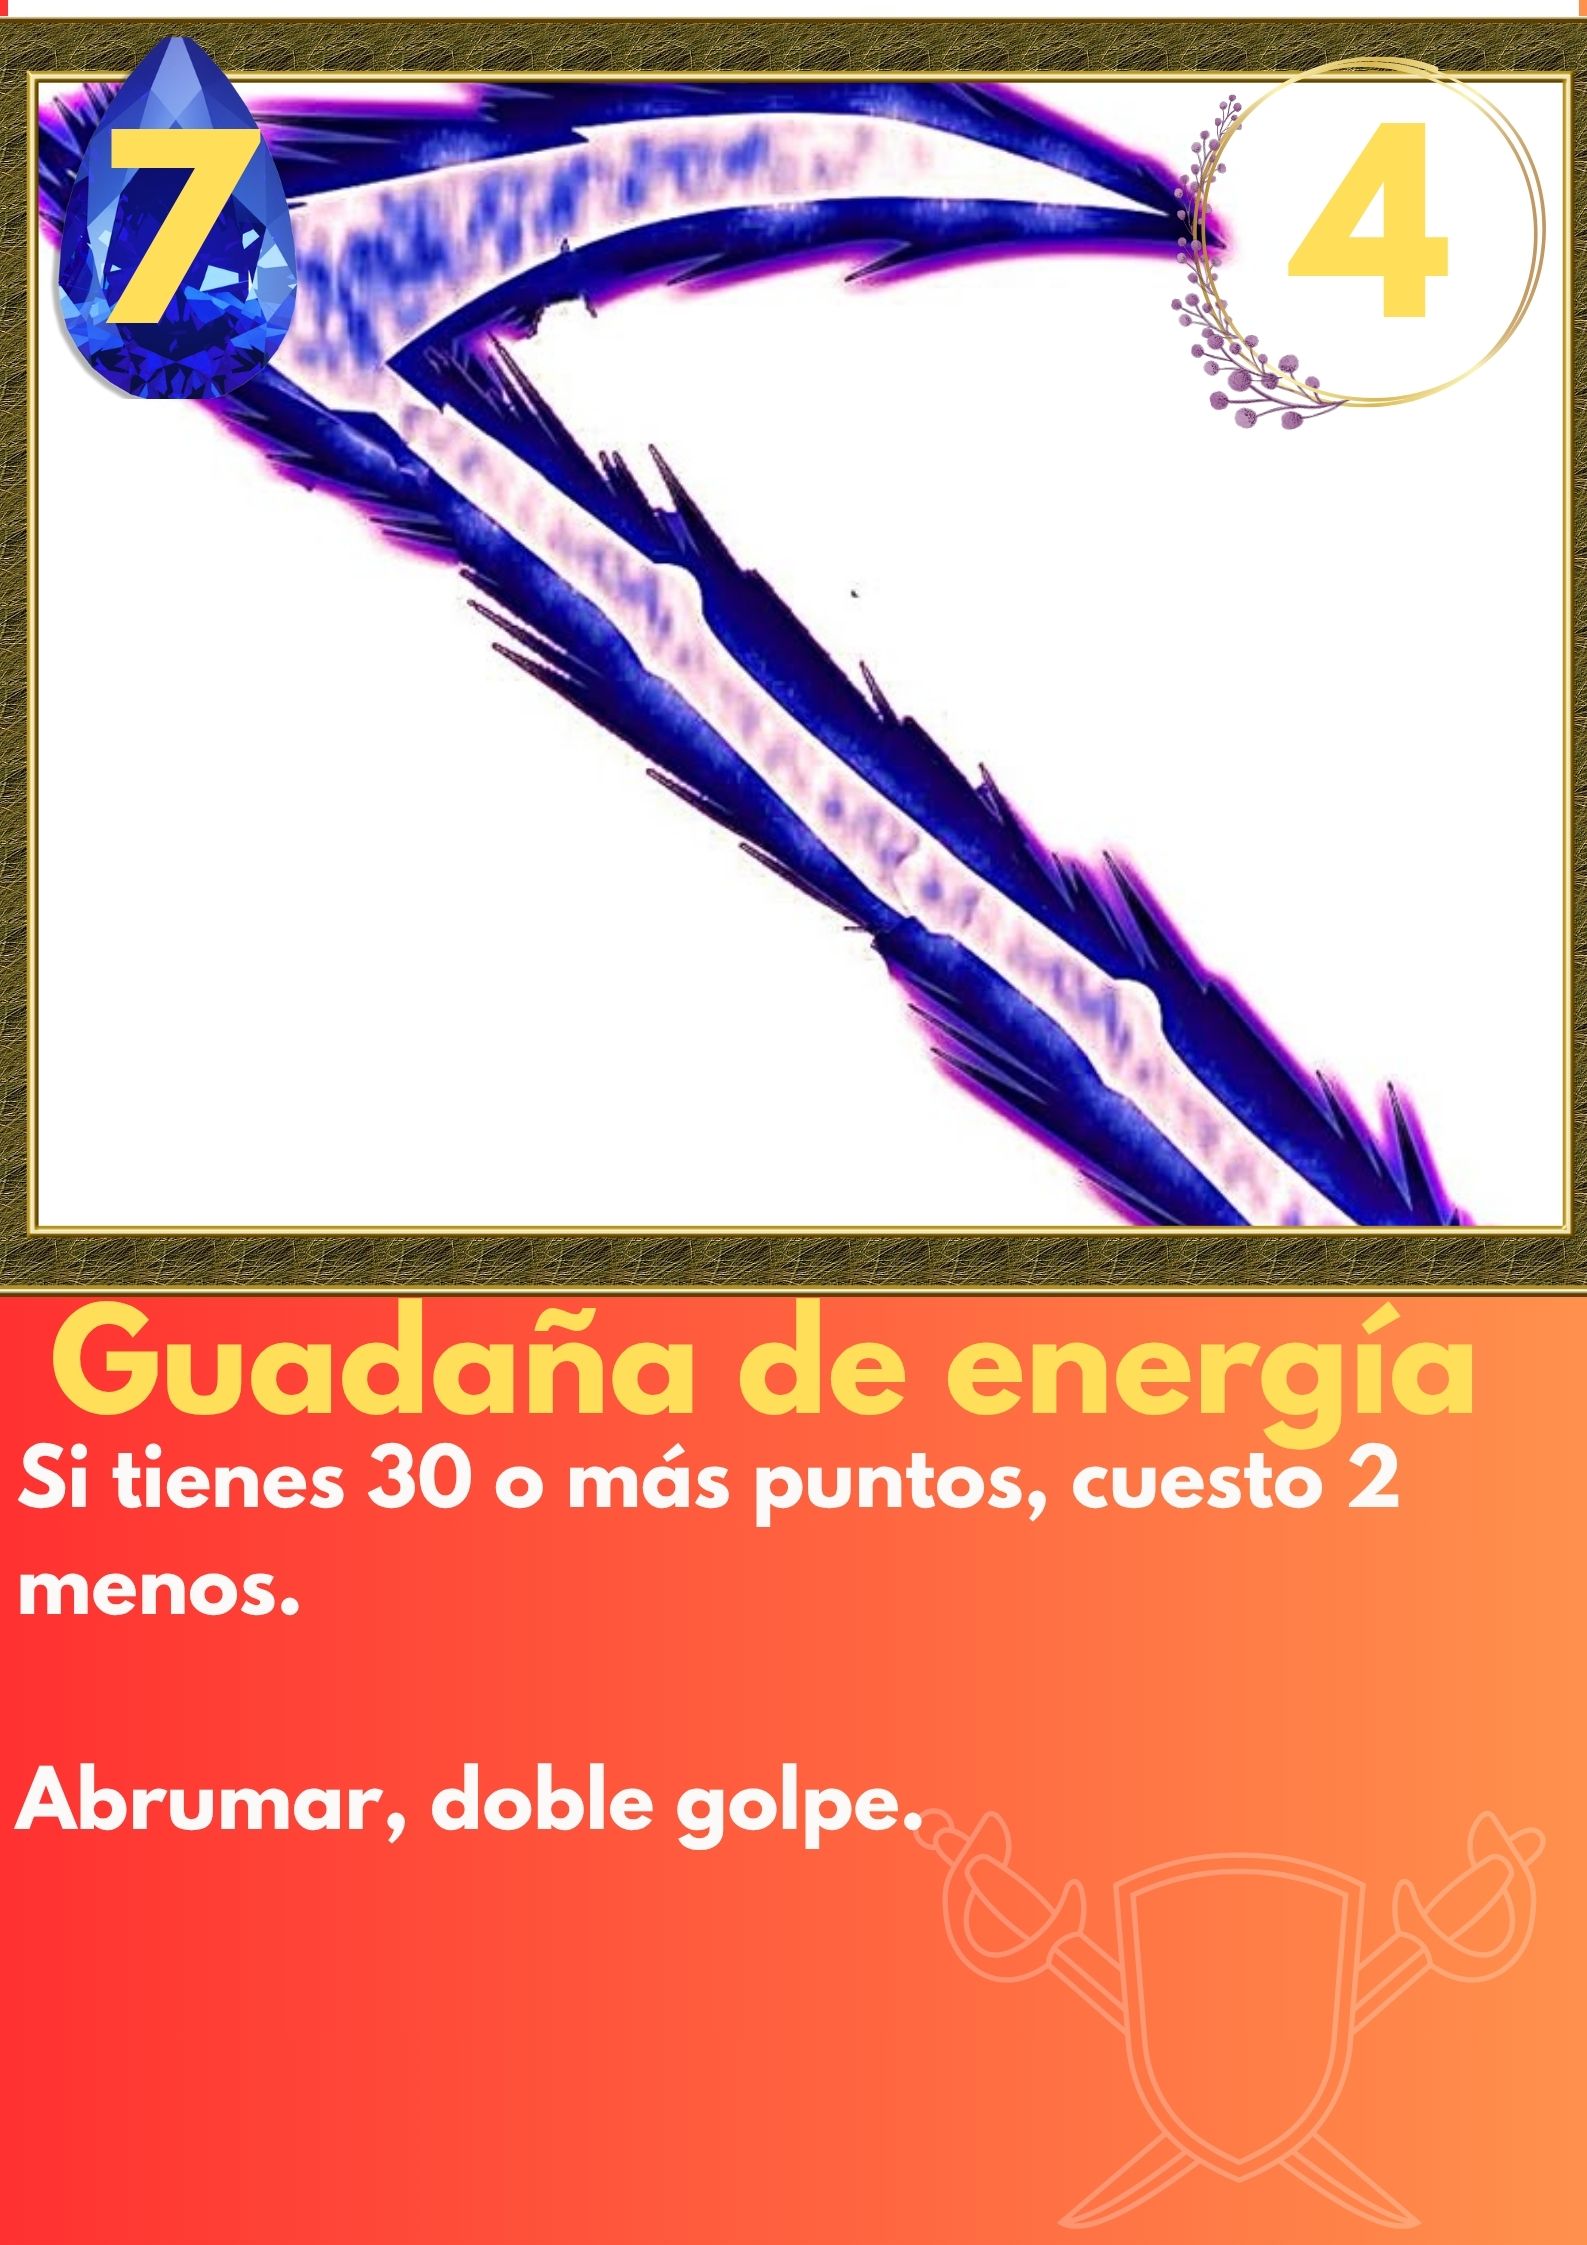 7
4
Guadaña de energía
Si tienes 30 o más puntos, cuesto 2
menos.
Abrumar, doble golpe.